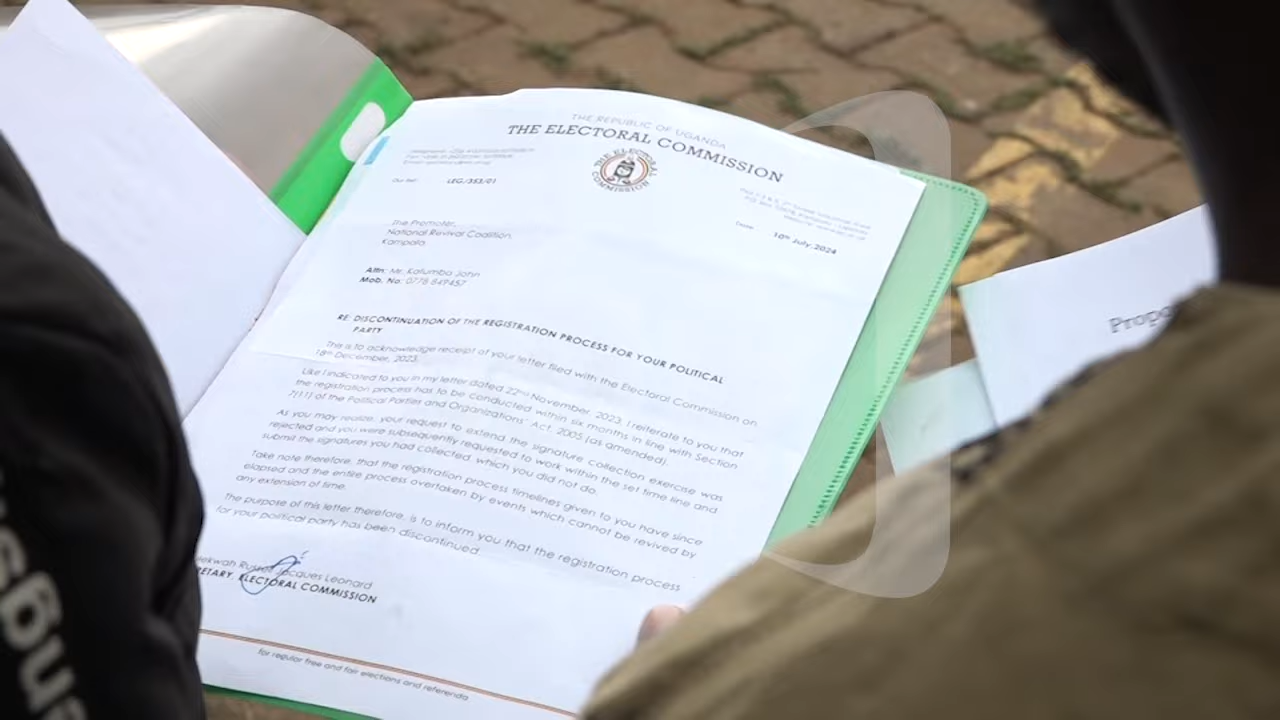 THE REPUBLIC OF UGANDA
THE ELECTORAL COMMISSION
THE ELECTORAL COMMISSION
Our Ref: LEG/353/01
Date: 10th July, 2024
The Promoter,
National Revival Coalition,
Kampala.
Attn: Mr. Kalumba John
Mob. No: 0778 849457
RE: DISCONTINUATION OF THE REGISTRATION PROCESS FOR YOUR POLITICAL
PARTY
This is to acknowledge receipt of your letter filed with the Electoral Commission on
18th December, 2023.
Like I indicated to you in my letter dated 22nd November, 2023, I reiterate to you that
the registration process has to be conducted within six months in line with Section
7(11) of the Political Parties and Organizations' Act, 2005 (as amended).
As you may realize, your request to extend the signature collection exercise was
rejected and you were subsequently requested to work within the set time line and
submit the signatures you had collected, which you did not do.
Take note therefore, that the registration process timelines given to you have since
elapsed and the entire process overtaken by events which cannot be revived by
any extension of time.
The purpose of this letter therefore, is to inform you that the registration process
for your political party has been discontinued
Jacques Leonard
ELECTORAL COMMISSION
for regular free and fair elections and referenda